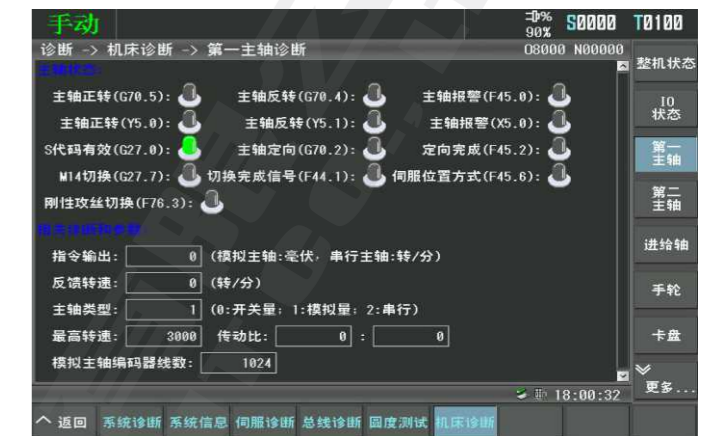 手动 90% S0000 T0100
诊断 -> 机床诊断 -> 第一主轴诊断 O8000 N00000
主轴状态:
主轴正转(G70.5): 主轴反转(G70.4): 主轴报警(F45.0):
主轴正转(Y5.0): 主轴反转(Y5.1): 主轴报警(X5.0):
S代码有效(G27.0): 主轴定向(G70.2): 定向完成(F45.2):
M14切换(G27.7): 切换完成信号(F44.1): 伺服位置方式(F45.6):
刚性攻丝切换(F76.3):
相关诊断和参数:
指令输出: 0 (模拟主轴:毫伏, 串行主轴:转/分)
反馈转速: 0 (转/分)
主轴类型: 1 (0:开关量; 1:模拟量; 2:串行)
最高转速: 3000 传动比: 0 : 0
模拟主轴编码器线数: 1024
18:00:32
整机状态
IO
状态
第一
主轴
第二
主轴
进给轴
手轮
卡盘
更多...
返回 系统诊断 系统信息 伺服诊断 总线诊断 圆度测试 机床诊断